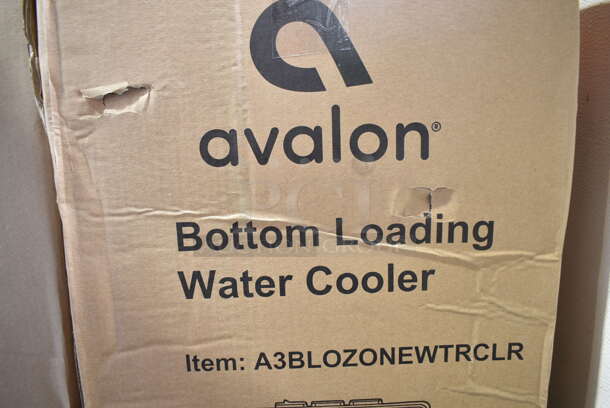 avalon®
Bottom Loading
Water Cooler
Item: A3BLOZONEWTRCLR